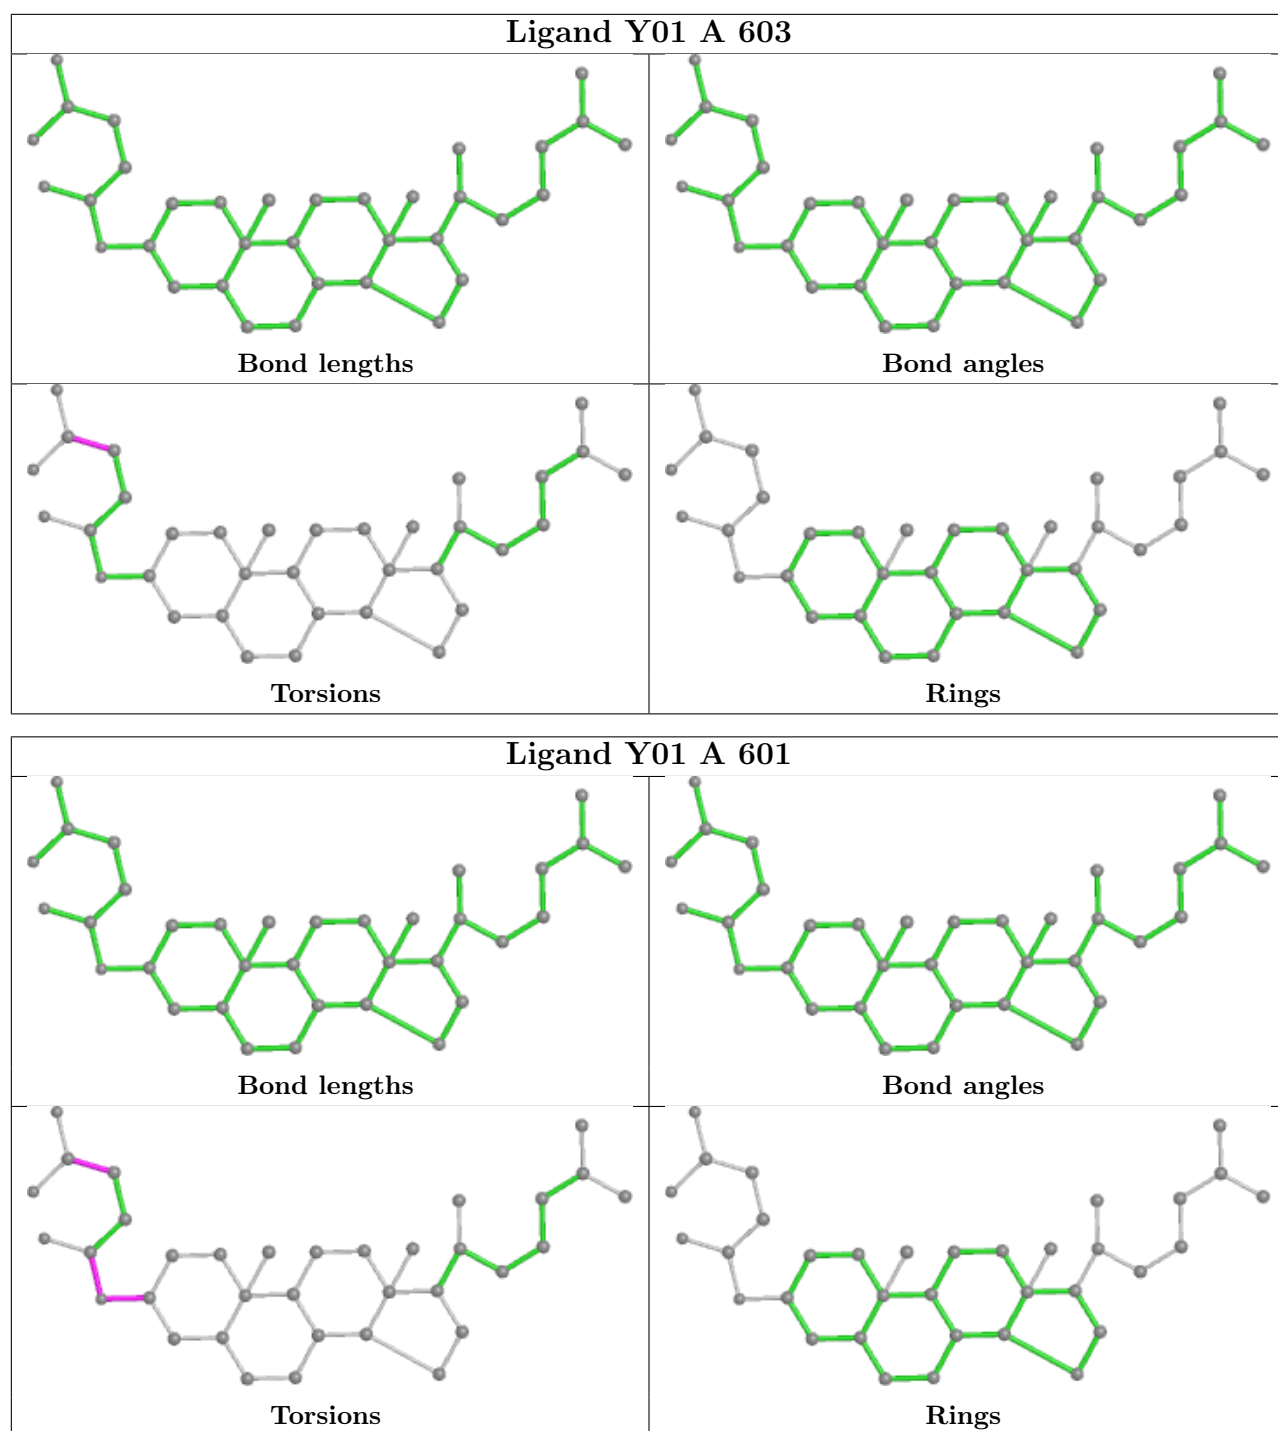 Ligand Y01 A 603
Bond lengths
Bond angles
Torsions
Rings
Ligand Y01 A 601
Bond lengths
Bond angles
Torsions
Rings